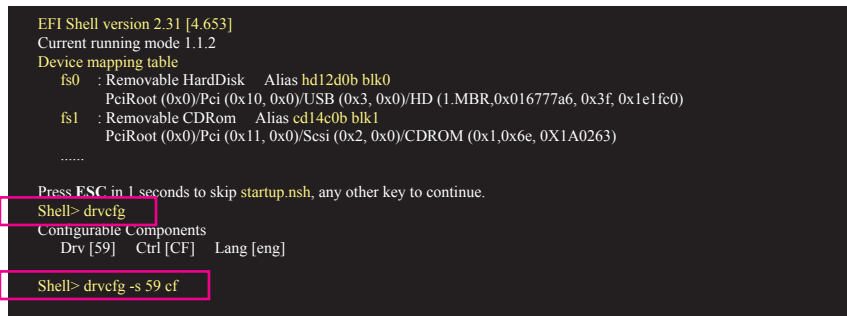 EFI Shell version 2.31 [4.653]
Current running mode 1.1.2
Device mapping table
fs0 : Removable HardDisk Alias hd12d0b blk0
PciRoot (0x0)/Pci (0x10, 0x0)/USB (0x3, 0x0)/HD (1.MBR,0x016777a6, 0x3f, 0x1e1fc0)
fs1 : Removable CDRom Alias cd14c0b blk1
PciRoot (0x0)/Pci (0x11, 0x0)/Scsi (0x2, 0x0)/CDROM (0x1,0x6e, 0X1A0263)
......
Press ESC in 1 seconds to skip startup.nsh, any other key to continue.
Shell> drvcfg
Configurable Components
Drv [59] Ctrl [CF] Lang [eng]
Shell> drvcfg -s 59 cf